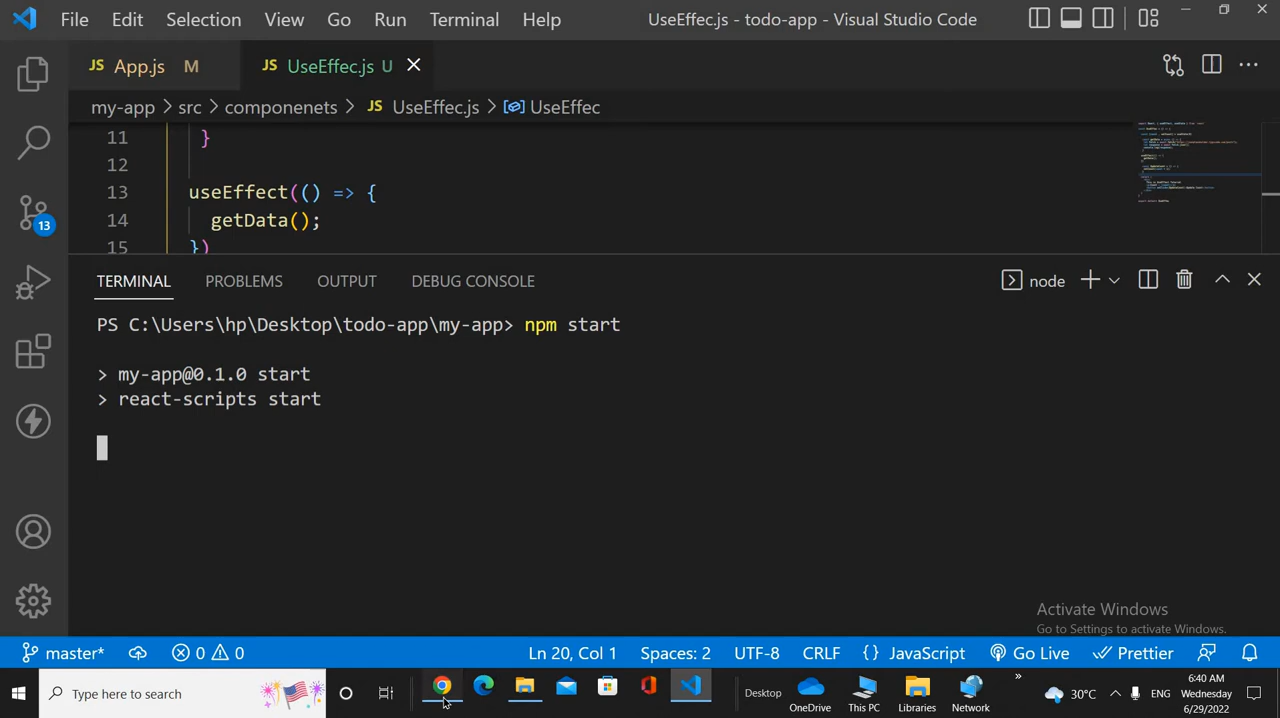 File Edit Selection View Go Run Terminal Help UseEffec.js - todo-app - Visual Studio Code
JS App.js M JS UseEffec.js U
my-app > src > componenets > JS UseEffec.js > UseEffec
11 }
12
13 useEffect(() => {
14 getData();
15 })
TERMINAL PROBLEMS OUTPUT DEBUG CONSOLE node
PS C:\Users\hp\Desktop\todo-app\my-app> npm start
> my-app@0.1.0 start
> react-scripts start
13
Activate Windows
Go to Settings to activate Windows.
master* 0 0 Ln 20, Col 1 Spaces: 2 UTF-8 CRLF {} JavaScript Go Live Prettier
Type here to search Desktop OneDrive This PC Libraries Network » 30°C ENG 6:40 AM
Wednesday
6/29/2022